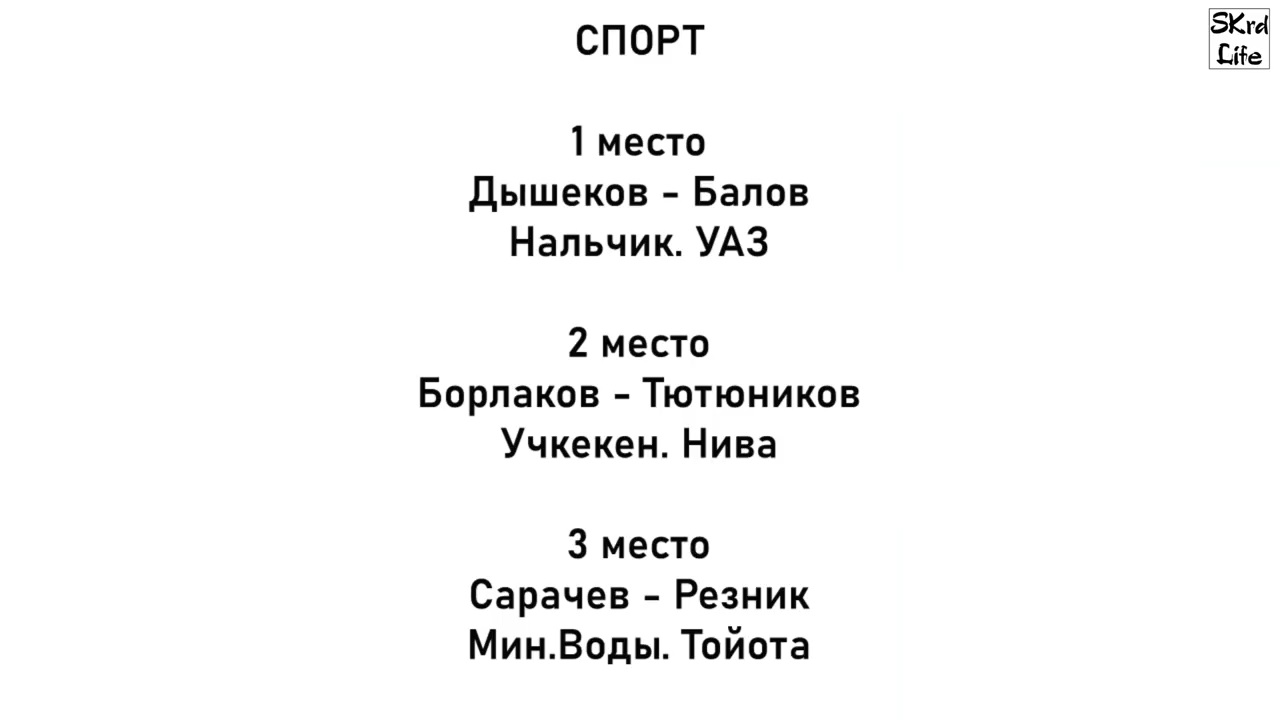 СПОРТ
SKrd
Life
1 место
Дышеков - Балов
Нальчик. УАЗ
2 место
Борлаков - Тютюников
Учкекен. Нива
3 место
Сарачев - Резник
Мин.Воды. Тойота